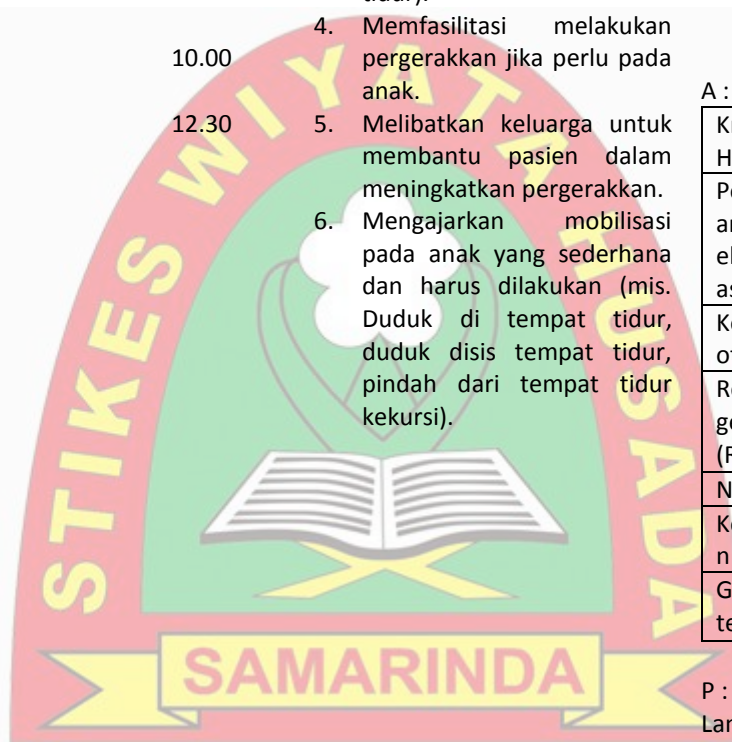 10.00
12.30
4. Memfasilitasi melakukan
pergerakkan jika perlu pada
anak.
5. Melibatkan keluarga untuk
membantu pasien dalam
meningkatkan pergerakkan.
6. Mengajarkan mobilisasi
pada anak yang sederhana
dan harus dilakukan (mis.
Duduk di tempat tidur,
duduk disis tempat tidur,
pindah dari tempat tidur
kekursi).
A :
P :
STIKES WIYATA HUSADA
SAMARINDA